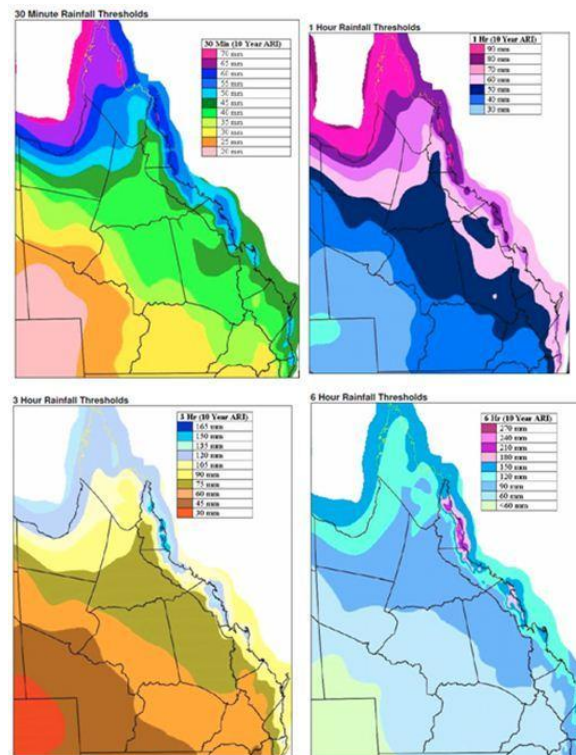 30 Minute Rainfall Thresholds
30 Min (10 Year ARI)
70 mm
65 mm
60 mm
55 mm
50 mm
45 mm
40 mm
35 mm
30 mm
25 mm
20 mm
1 Hour Rainfall Thresholds
1 Hr (10 Year ARI)
90 mm
80 mm
70 mm
60 mm
50 mm
40 mm
30 mm
3 Hour Rainfall Thresholds
3 Hr (10 Year ARI)
165 mm
150 mm
135 mm
120 mm
105 mm
90 mm
75 mm
60 mm
45 mm
30 mm
6 Hour Rainfall Thresholds
6 Hr (10 Year ARI)
270 mm
240 mm
210 mm
180 mm
150 mm
120 mm
90 mm
60 mm
<60 mm